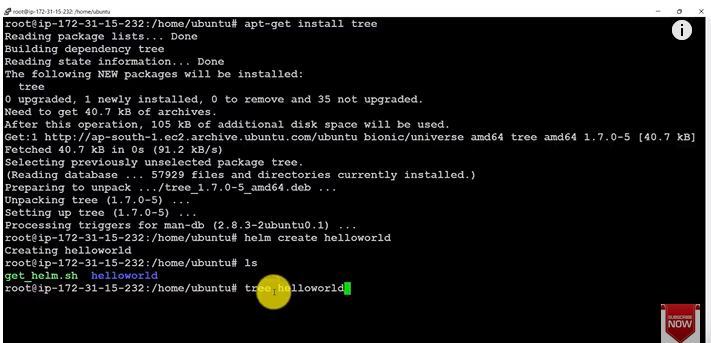 root@ip-172-31-15-232: /home/ubuntu
root@ip-172-31-15-232:/home/ubuntu# apt-get install tree
Reading package lists... Done
Building dependency tree
Reading state information... Done
The following NEW packages will be installed:
  tree
0 upgraded, 1 newly installed, 0 to remove and 35 not upgraded.
Need to get 40.7 kB of archives.
After this operation, 105 kB of additional disk space will be used.
Get:1 http://ap-south-1.ec2.archive.ubuntu.com/ubuntu bionic/universe amd64 tree amd64 1.7.0-5 [40.7 kB]
Fetched 40.7 kB in 0s (91.2 kB/s)
Selecting previously unselected package tree.
(Reading database ... 57929 files and directories currently installed.)
Preparing to unpack .../tree_1.7.0-5_amd64.deb ...
Unpacking tree (1.7.0-5) ...
Setting up tree (1.7.0-5) ...
Processing triggers for man-db (2.8.3-2ubuntu0.1) ...
root@ip-172-31-15-232:/home/ubuntu# helm create helloworld
Creating helloworld
root@ip-172-31-15-232:/home/ubuntu# ls
get_helm.sh  helloworld
root@ip-172-31-15-232:/home/ubuntu# tree helloworld
SUBSCRIBE
NOW